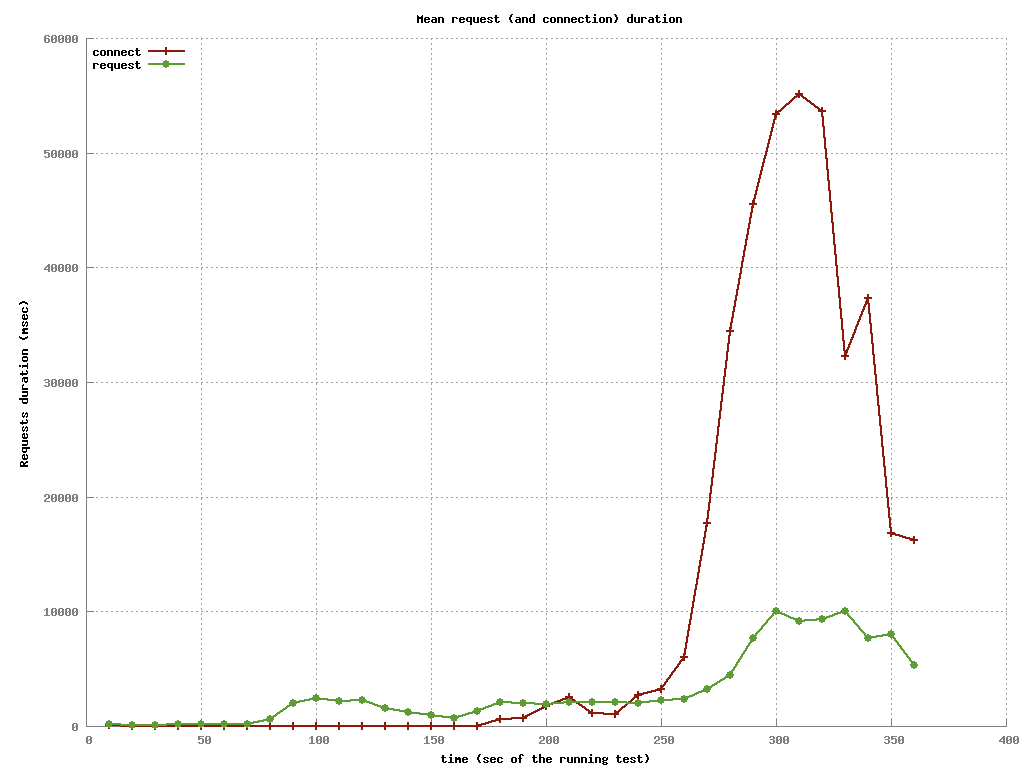 Mean request (and connection) duration
connect
request
60000
50000
40000
30000
20000
10000
0
Requests duration (msec)
0 50 100 150 200 250 300 350 400
time (sec of the running test)